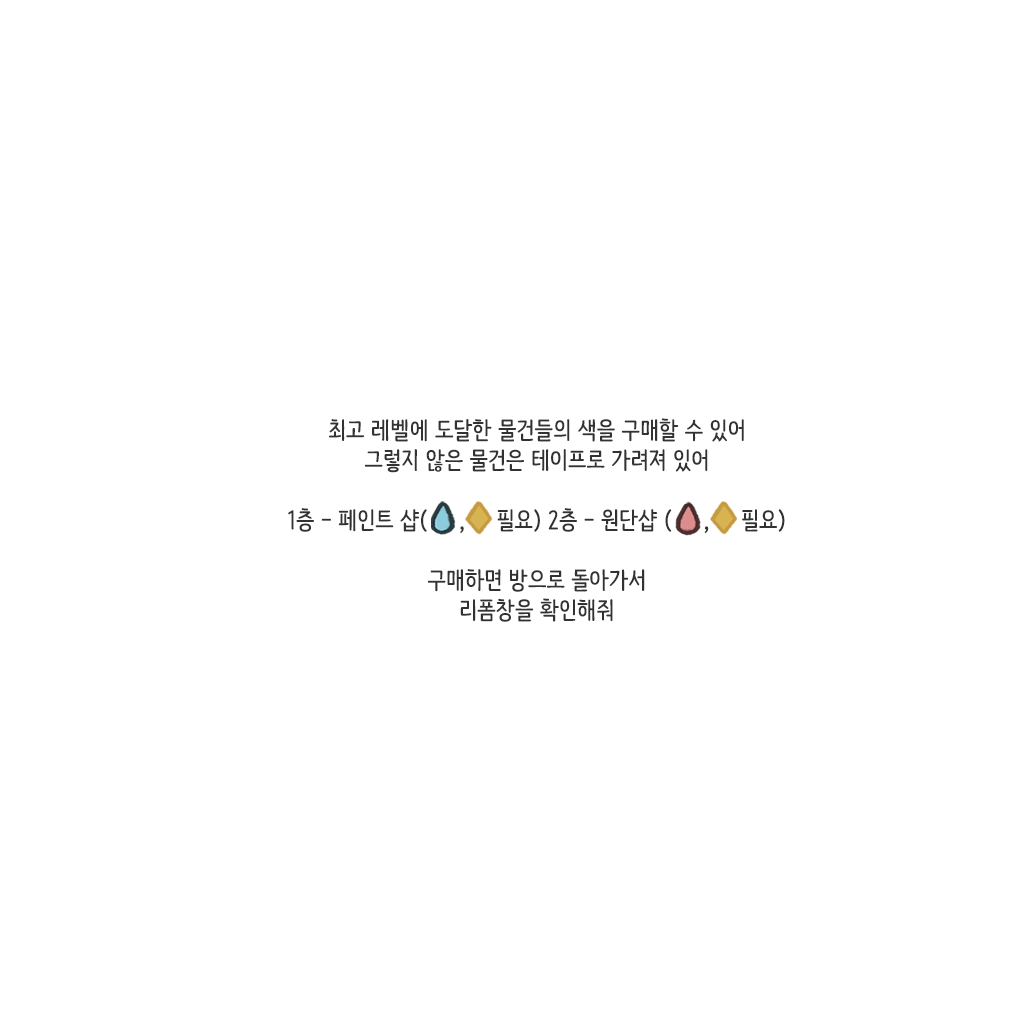 최고 레벨에 도달한 물건들의 색을 구매할 수 있어
그렇지 않은 물건은 테이프로 가려져 있어
1층 - 페인트 샵( , 필요) 2층 - 원단샵 ( , 필요)
구매하면 방으로 돌아가서
리폼창을 확인해줘